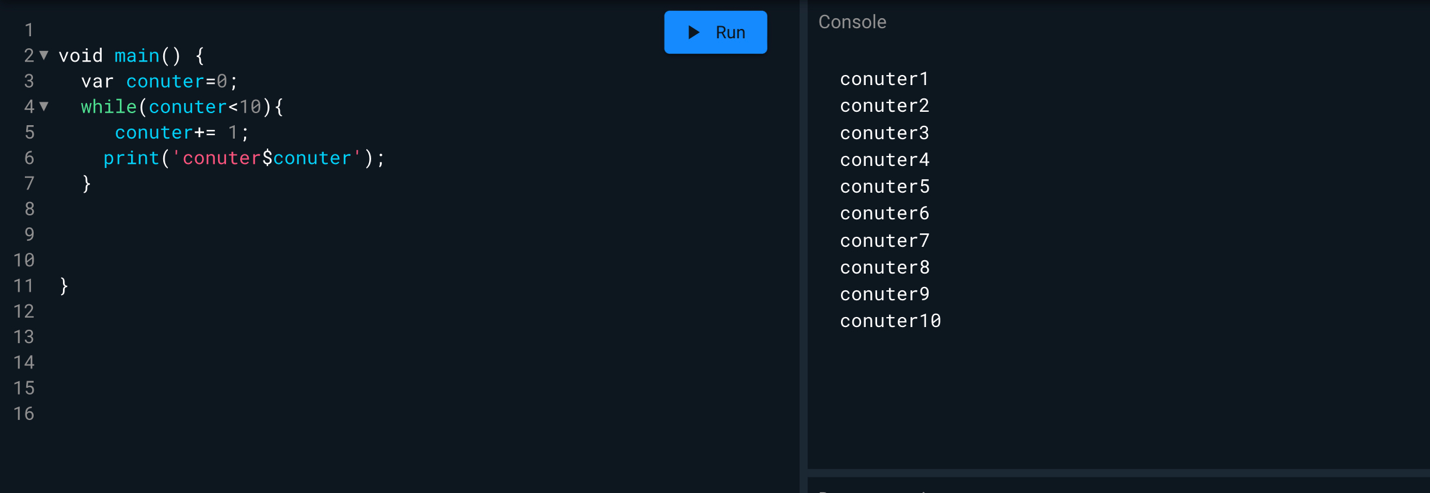 1
2 void main() {
3 var conuter=0;
4 while(conuter<10){
5 conuter+= 1;
6 print('conuter$conuter');
7 }
8
9
10
11 }
12
13
14
15
16
Run
Console
conuter1
conuter2
conuter3
conuter4
conuter5
conuter6
conuter7
conuter8
conuter9
conuter10